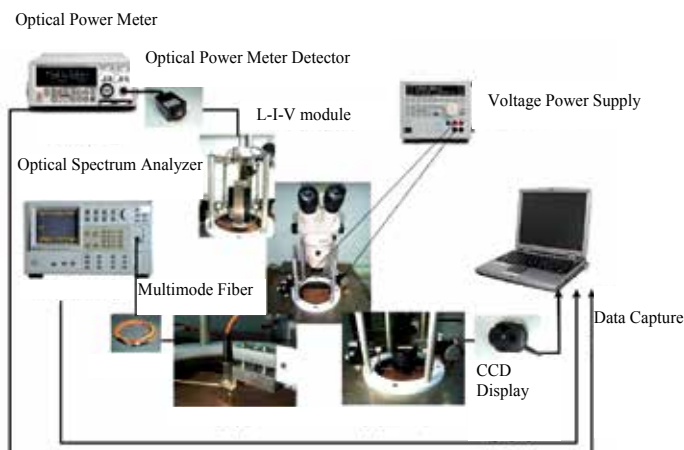 Optical Power Meter
Optical Power Meter Detector
L-I-V module
Voltage Power Supply
Optical Spectrum Analyzer
Multimode Fiber
Data Capture
CCD
Display